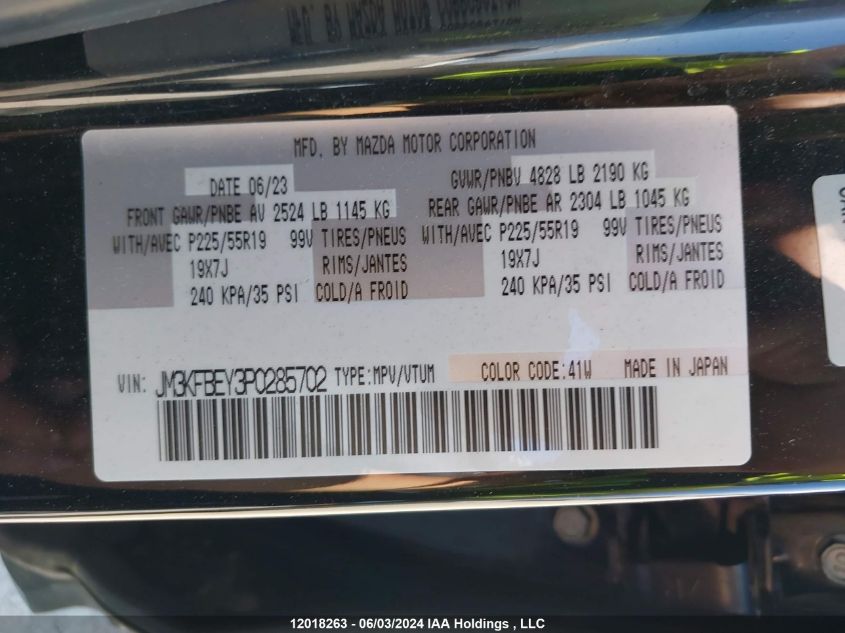 MFD. BY MAZDA MOTOR CORPORATION
DATE 06/23 GVWR/PNBV 4828 LB 2190 KG
FRONT GAWR/PNBE AV 2524 LB 1145 KG REAR GAWR/PNBE AR 2304 LB 1045 KG
WITH/AVEC P225/55R19 99V TIRES/PNEUS WITH/AVEC P225/55R19 99V TIRES/PNEUS
19X7J RIMS/JANTES 19X7J RIMS/JANTES
240 KPA/35 PSI COLD/A FROID 240 KPA/35 PSI COLD/A FROID
VIN: JM3KFBEY3P0285702 TYPE:MPV/VTUM COLOR CODE:41W MADE IN JAPAN
12018263 - 06/03/2024 IAA Holdings , LLC